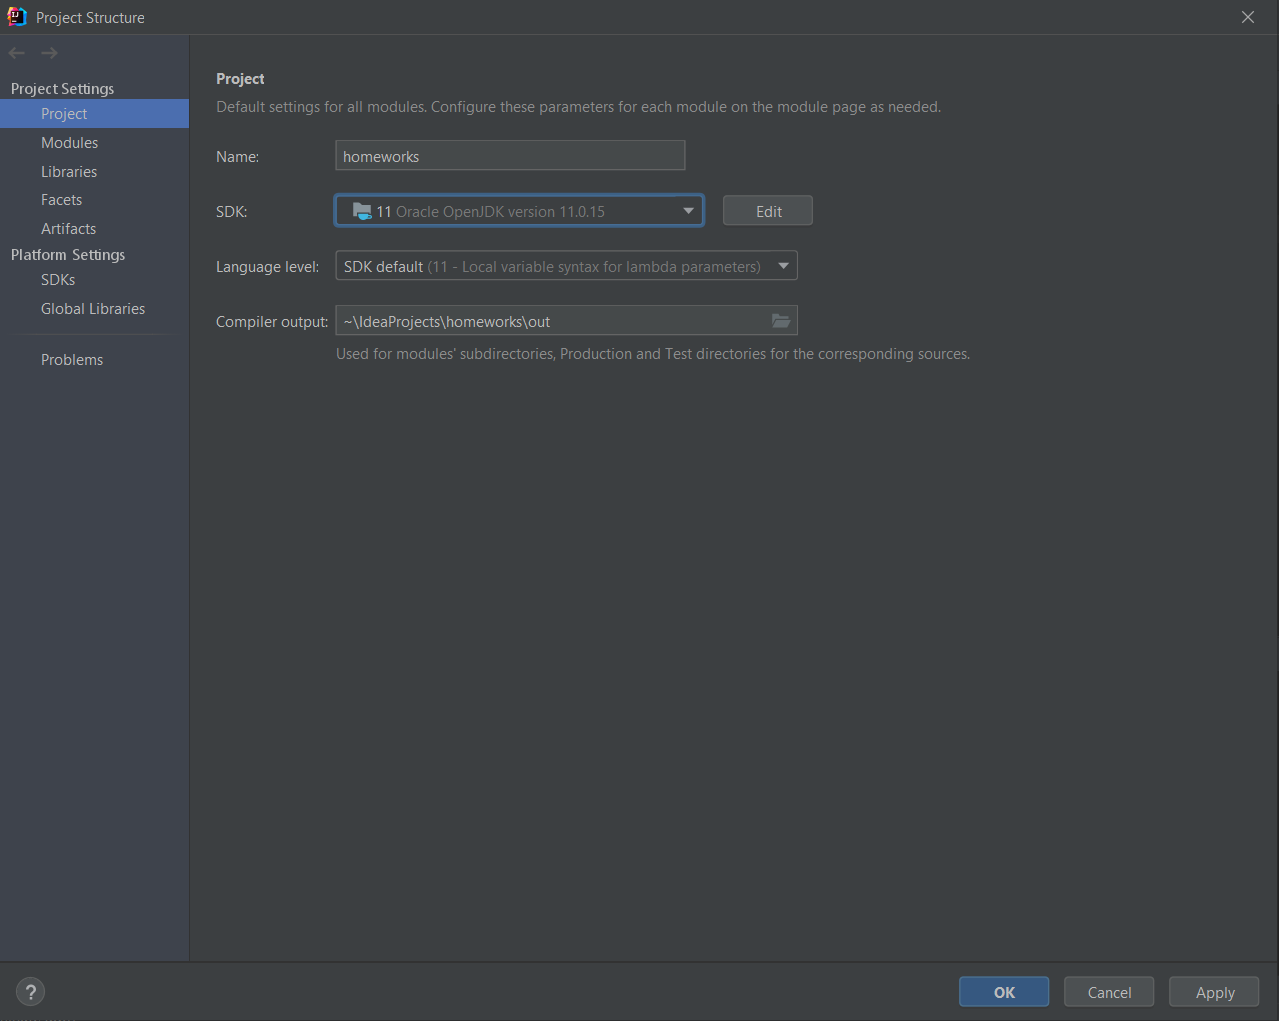 Project Structure
Project Settings
Project
Modules
Libraries
Facets
Artifacts
Platform Settings
SDKs
Global Libraries
Problems
Project
Default settings for all modules. Configure these parameters for each module on the module page as needed.
Name: homeworks
SDK: 11 Oracle OpenJDK version 11.0.15 Edit
Language level: SDK default (11 - Local variable syntax for lambda parameters)
Compiler output: ~\IdeaProjects\homeworks\out
Used for modules' subdirectories, Production and Test directories for the corresponding sources.
? OK Cancel Apply